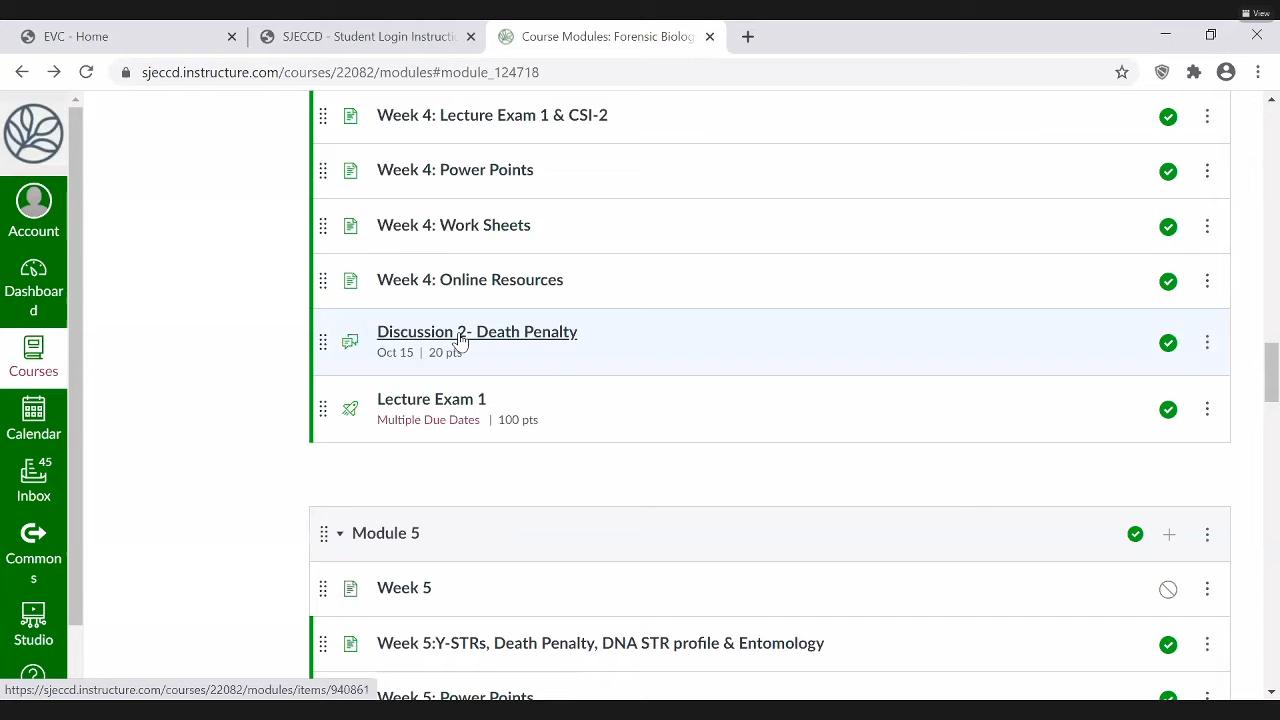 View
EVC - Home
SJECCD - Student Login Instructi
Course Modules: Forensic Biolog
sjeccd.instructure.com/courses/22082/modules#module_124718
Week 4: Lecture Exam 1 & CSI-2
Week 4: Power Points
Week 4: Work Sheets
Week 4: Online Resources
Discussion 2- Death Penalty
Oct 15 | 20 pts
Lecture Exam 1
Multiple Due Dates | 100 pts
Module 5
Week 5
Week 5:Y-STRs, Death Penalty, DNA STR profile & Entomology
Week 5: Power Points
Account
Dashboar
d
Courses
Calendar
45
Inbox
Common
s
Studio
https://sjeccd.instructure.com/courses/22082/modules/items/940861